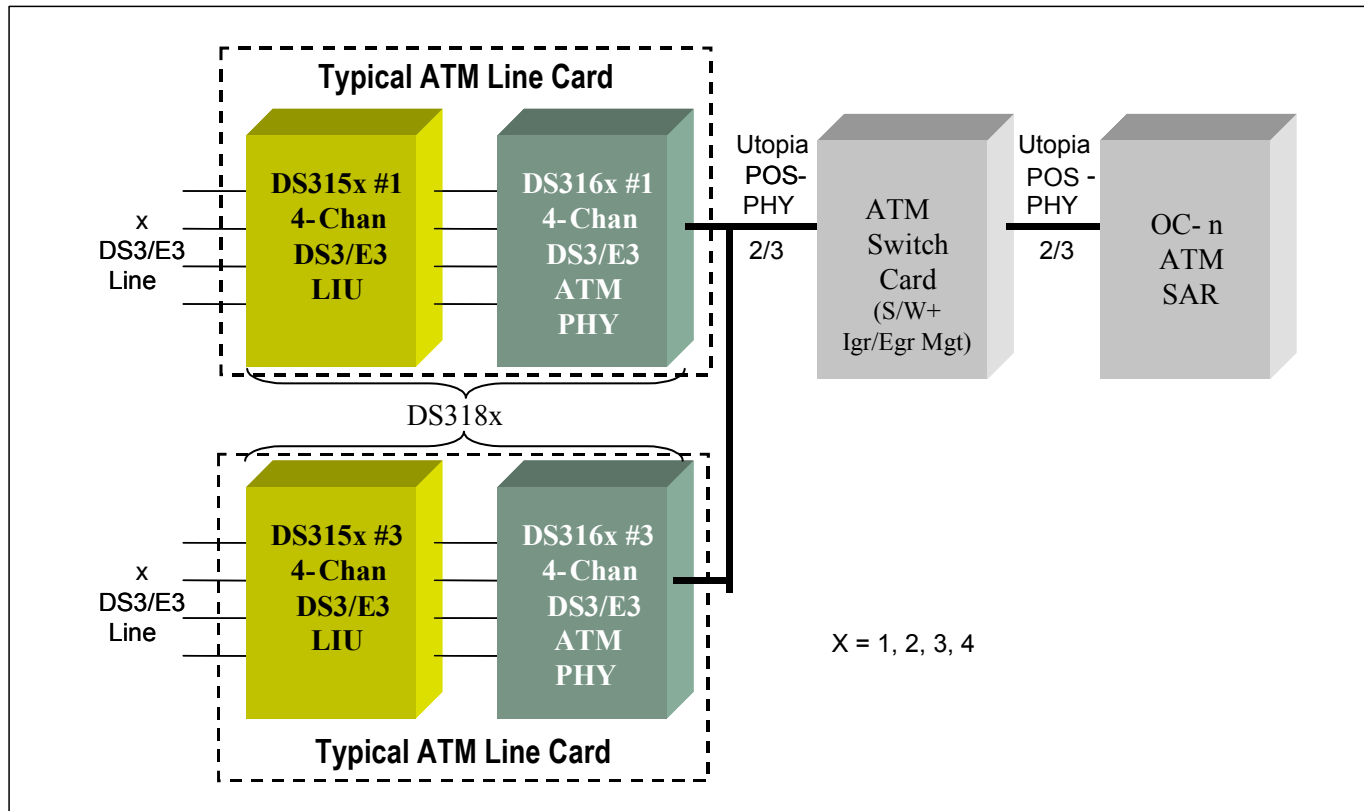 Typical ATM Line Card
DS315x #1
4-Chan
DS3/E3
LIU
DS316x #1
4-Chan
DS3/E3
ATM
PHY
x
DS3/E3
Line
Utopia
POS-
PHY
2/3
ATM
Switch
Card
(S/W+
Igr/Egr Mgt)
Utopia
POS -
PHY
2/3
OC- n
ATM
SAR
DS318x
DS315x #3
4-Chan
DS3/E3
LIU
DS316x #3
4-Chan
DS3/E3
ATM
PHY
x
DS3/E3
Line
X = 1, 2, 3, 4
Typical ATM Line Card